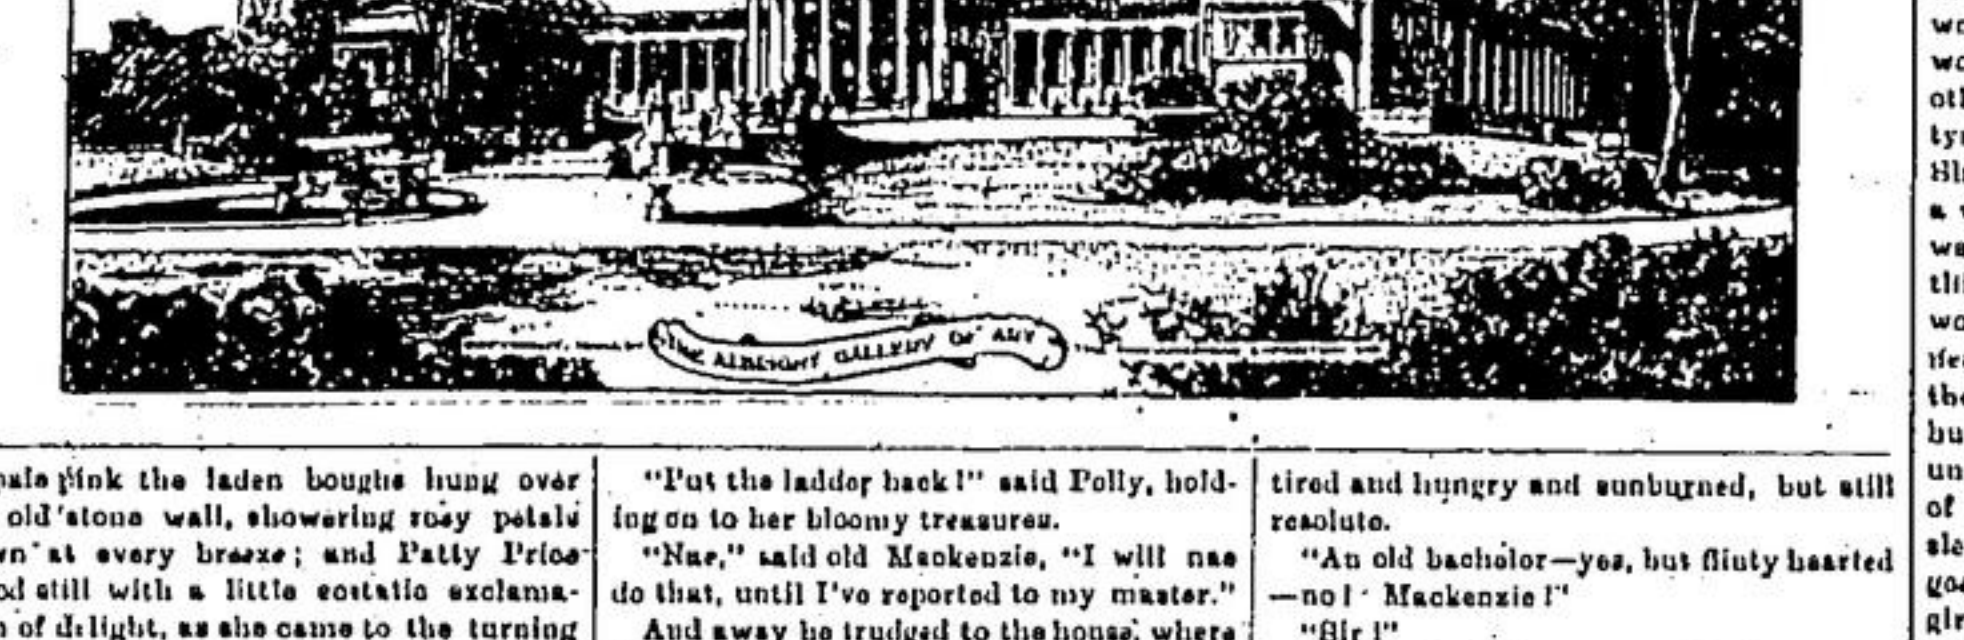 THE ALBRIGHT GALLERY OF ART
pink the laden boughs hung over
old stone wall, showering rosy petals
at every breeze; and Patty Price
still with a little ecstatic exclama-
of delight, as she came to the turning
"Put the ladder back!" said Polly, hold-
ing on to her bloomy treasures.
"Nae," said old Mackenzie, "I will nae
do that, until I've reported to my master."
And away he trudged to the house, where
tired and hungry and sunburned, but still
resolute.
"An old bachelor—yes, but flinty hearted
—no! Mackenzie!"
"Sir!"
of